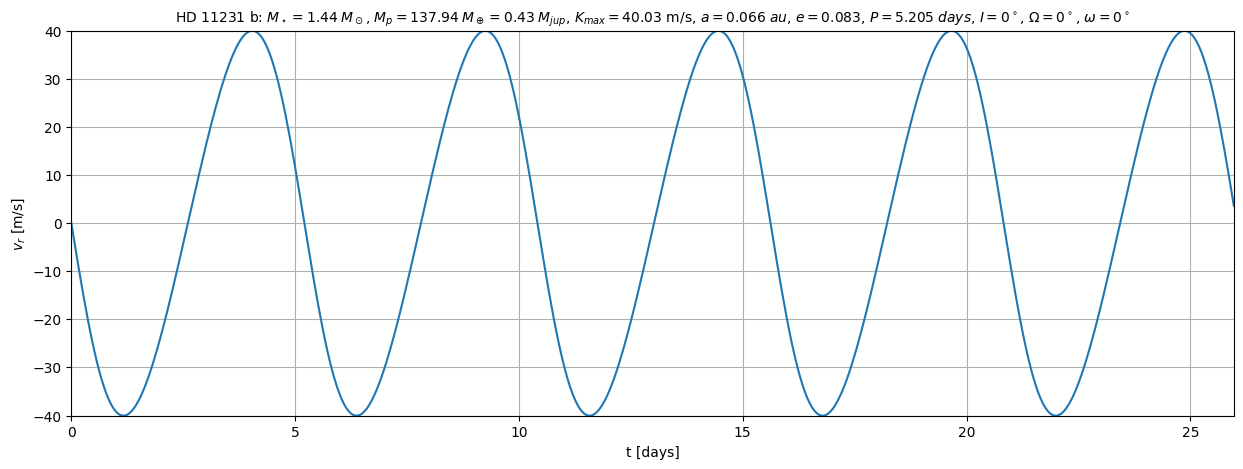 HD 11231 b: M⋆ = 1.44 M⊙, Mp = 137.94 M⊕ = 0.43 Mjup, Kmax = 40.03 m/s, a = 0.066 au, e = 0.083, P = 5.205 days, I = 0°, Ω = 0°, ω = 0°
40
30
20
10
0
−10
−20
−30
−40
vr [m/s]
0 5 10 15 20 25
t [days]